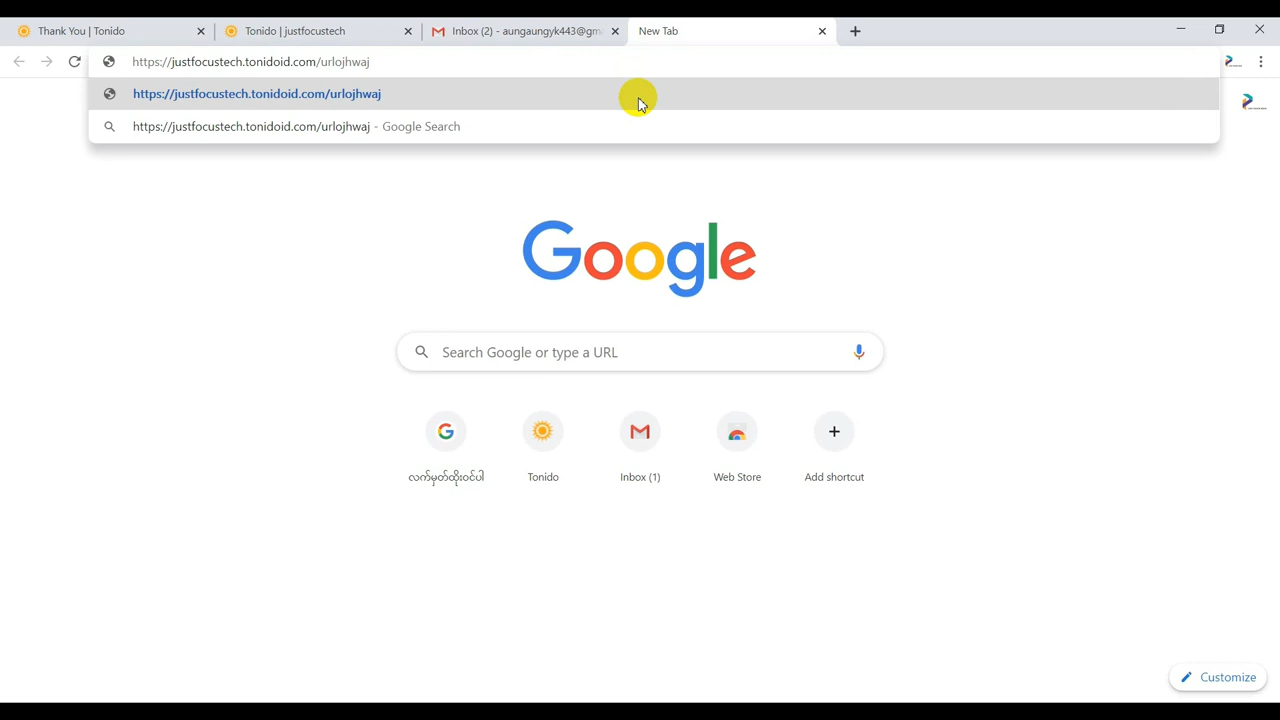 Thank You | Tonido
Tonido | justfocustech
Inbox (2) - aungaungyk443@gm
New Tab
https://justfocustech.tonidoid.com/urlojhwaj
https://justfocustech.tonidoid.com/urlojhwaj
https://justfocustech.tonidoid.com/urlojhwaj - Google Search
Google
Search Google or type a URL
လက်မှတ်ထိုးဝင်ပါ
Tonido
Inbox (1)
Web Store
Add shortcut
Customize